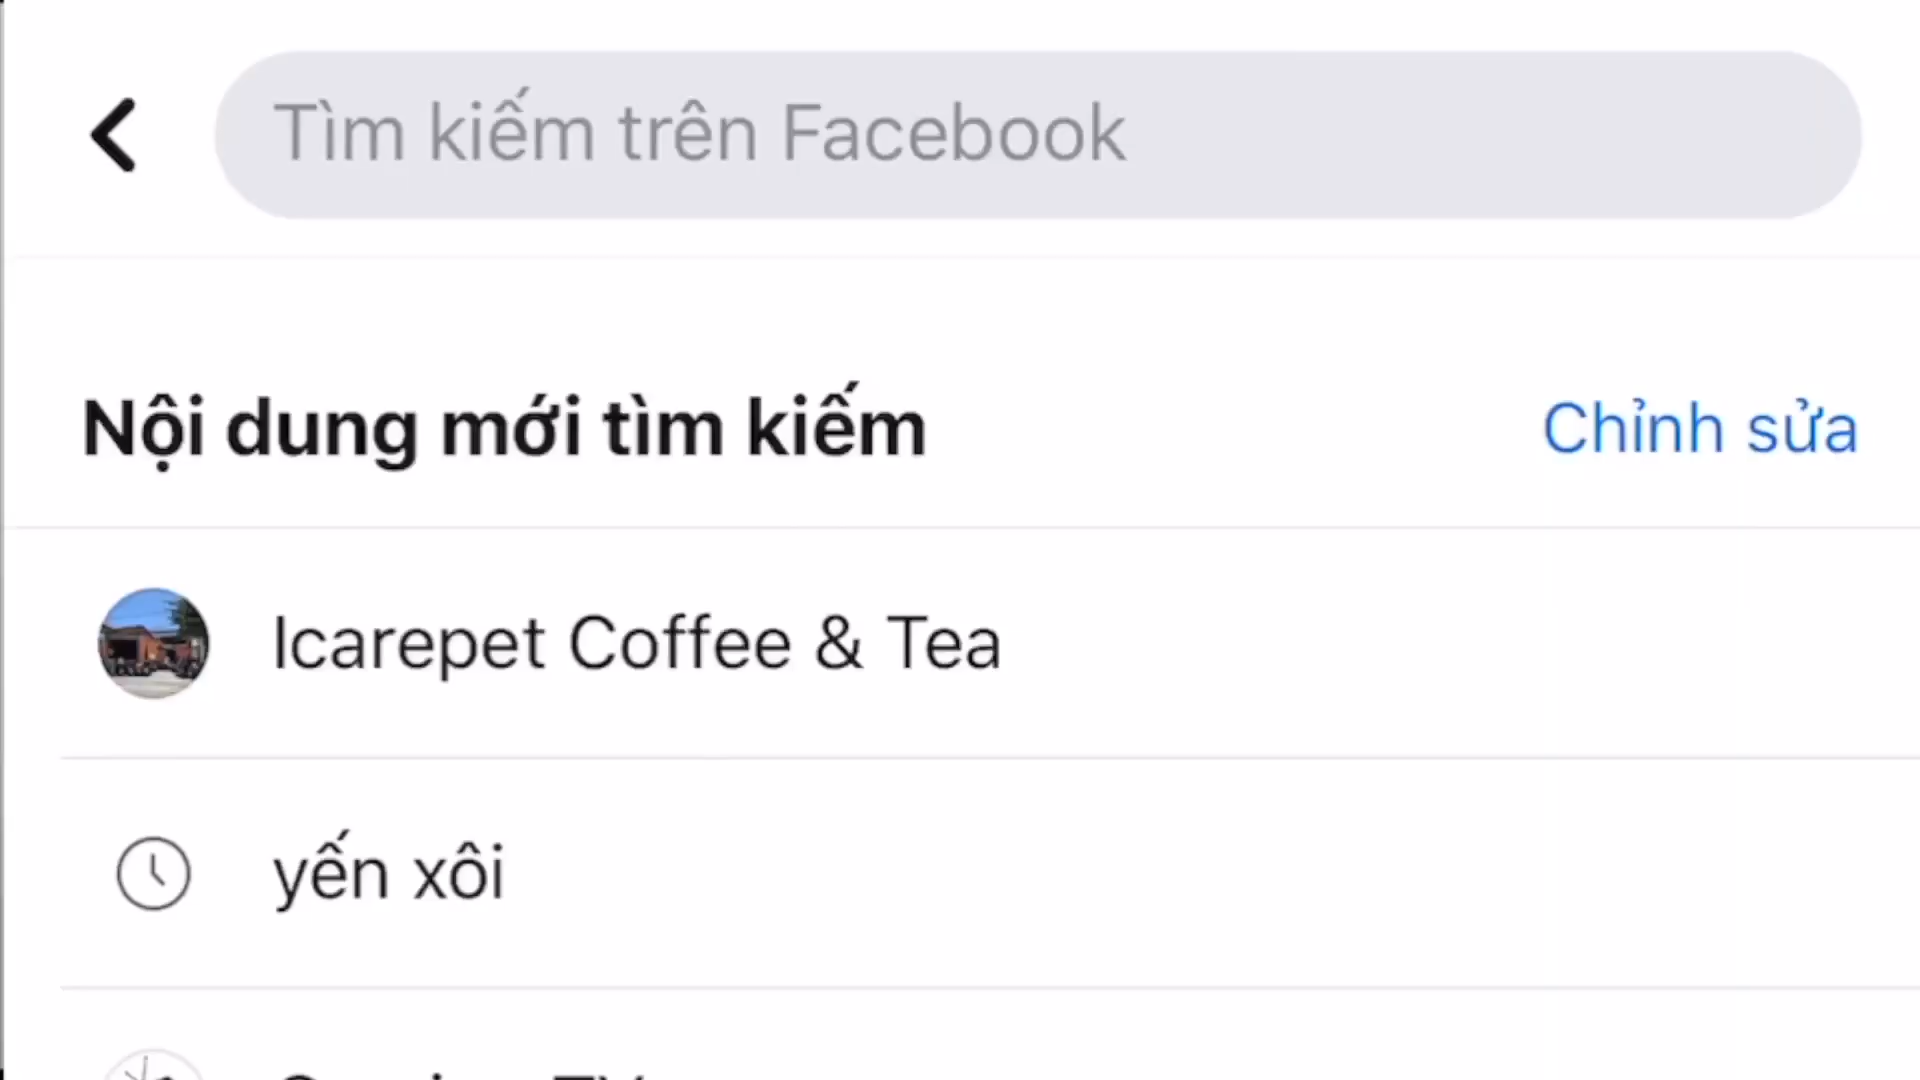 Tìm kiếm trên Facebook
Nội dung mới tìm kiếm
Chỉnh sửa
Icarepet Coffee & Tea
yến xôi